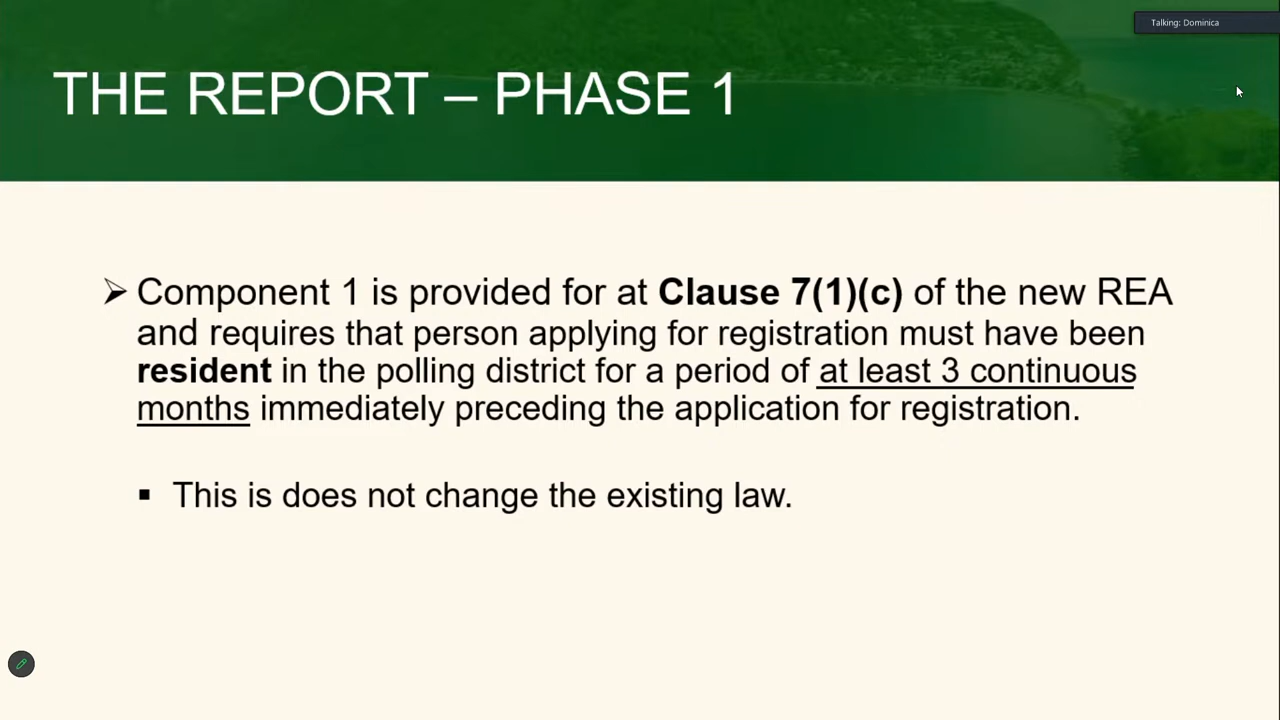 Talking: Dominica
THE REPORT – PHASE 1
➢ Component 1 is provided for at Clause 7(1)(c) of the new REA
and requires that person applying for registration must have been
resident in the polling district for a period of at least 3 continuous
months immediately preceding the application for registration.
▪ This is does not change the existing law.